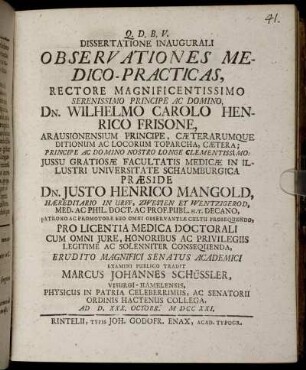 41.
Q. D. B. V.
DISSERTATIONE INAUGURALI
OBSERVATIONES ME-
DICO-PRACTICAS,
RECTORE MAGNIFICENTISSIMO
SERENISSIMO PRINCIPE AC DOMINO,
DN. WILHELMO CAROLO HEN-
RICO FRISONE,
ARAUSIONENSIUM PRINCIPE, CÆTERARUMQUE
DITIONUM AC LOCORUM TOPARCHA, CÆTERA;
PRINCIPE AC DOMINO NOSTRO LONGE CLEMENTISSIMO
JUSSU GRATIOSÆ FACULTATIS MEDICÆ IN IL-
LUSTRI UNIVERSITATE SCHAUMBURGICA
PRÆSIDE
DN. JUSTO HENRICO MANGOLD,
HÆREDITARIO IN URSV, ZWESTEN ET WENTZIGEROD,
MED. AC PHIL. DOCT. AC PROF. PUBL. DECANO,
PATRONO AC PROMOTORE SUO OMNI OBSERVANTIÆ CULTU PROSEQUENDO,
PRO LICENTIA MEDICA DOCTORALI
CUM OMNI JURE, HONORIBUS AC PRIVILEGIIS
LEGITIME AC SOLENNITER CONSEQUENDA,
ERUDITO MAGNIFICI SENATUS ACADEMICI
EXAMINI PUBLICO TRADIT
MARCUS JOHANNES SCHÜSSLER,
VISURGI-HAMELENSIS,
PHYSICUS IN PATRIA CELEBERRIMUS, AC SENATORII
ORDINIS HACTENUS COLLEGA,
AD D. XXX. OCTOBR. M DCC XXI.
RINTELII, TYPIS JOH. GODOFR. ENAX, ACAD. TYPOGR.